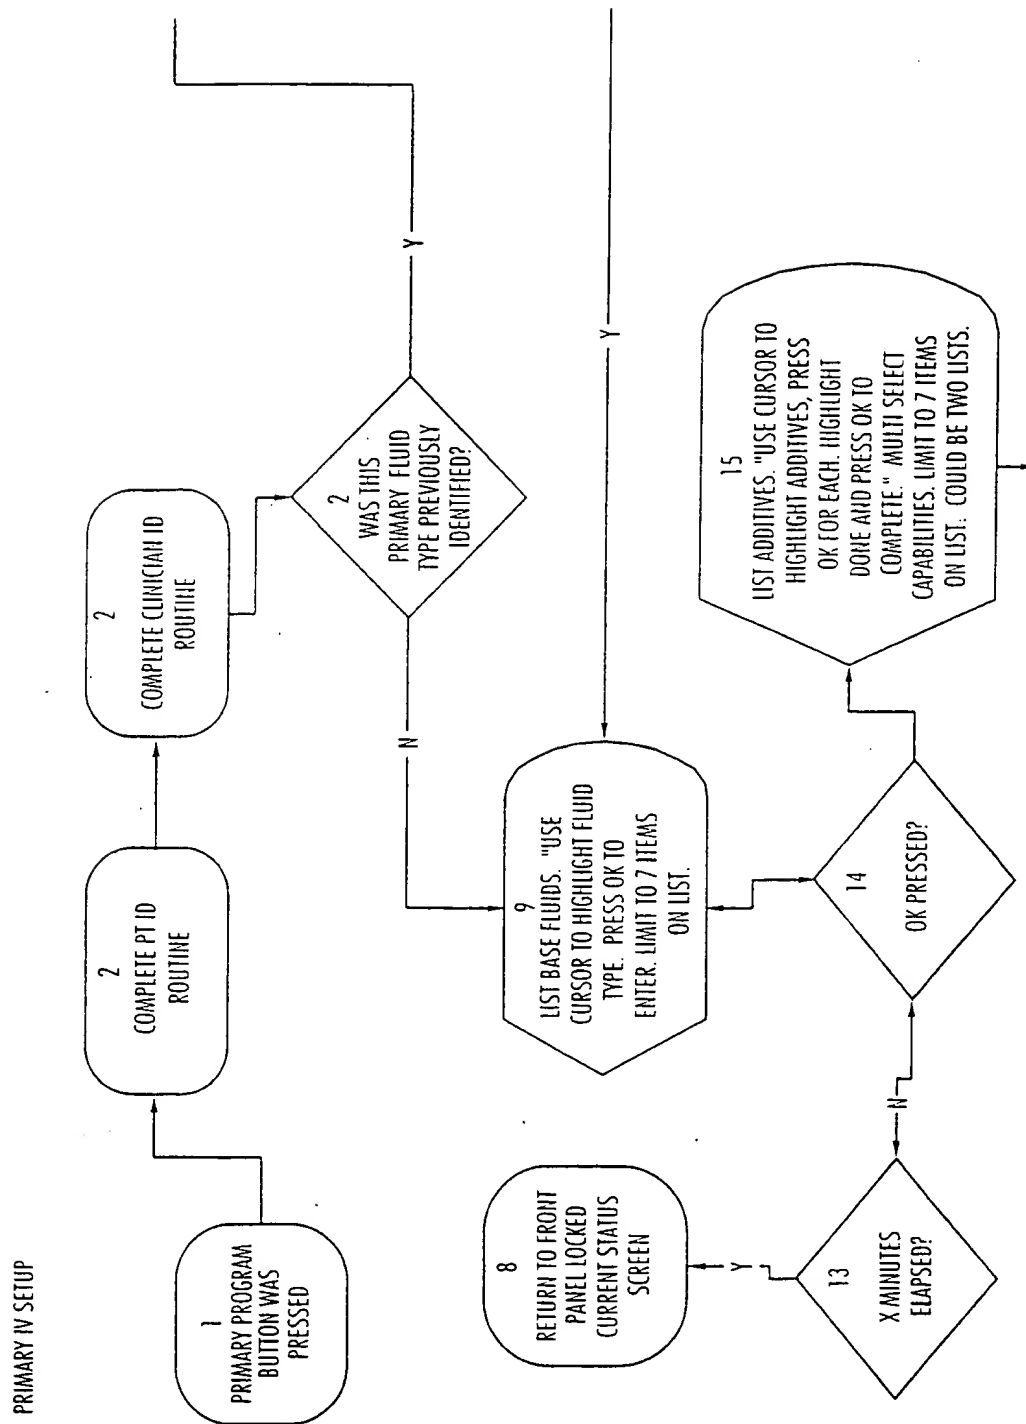 PRIMARY IV SETUP
1
PRIMARY PROGRAM
BUTTON WAS
PRESSED
2
COMPLETE PT ID
ROUTINE
2
COMPLETE CLINICIAN ID
ROUTINE
2
WAS THIS
PRIMARY FLUID
TYPE PREVIOUSLY
IDENTIFIED?
N
Y
9
LIST BASE FLUIDS. "USE
CURSOR TO HIGHLIGHT FLUID
TYPE. PRESS OK TO
ENTER. LIMIT TO 7 ITEMS
ON LIST.
Y
8
RETURN TO FRONT
PANEL LOCKED
CURRENT STATUS
SCREEN
Y
13
X MINUTES
ELAPSED?
N
14
OK PRESSED?
15
LIST ADDITIVES. "USE CURSOR TO
HIGHLIGHT ADDITIVES, PRESS
OK FOR EACH. HIGHLIGHT
DONE AND PRESS OK TO
COMPLETE." MULTI SELECT
CAPABILITIES. LIMIT TO 7 ITEMS
ON LIST. COULD BE TWO LISTS.